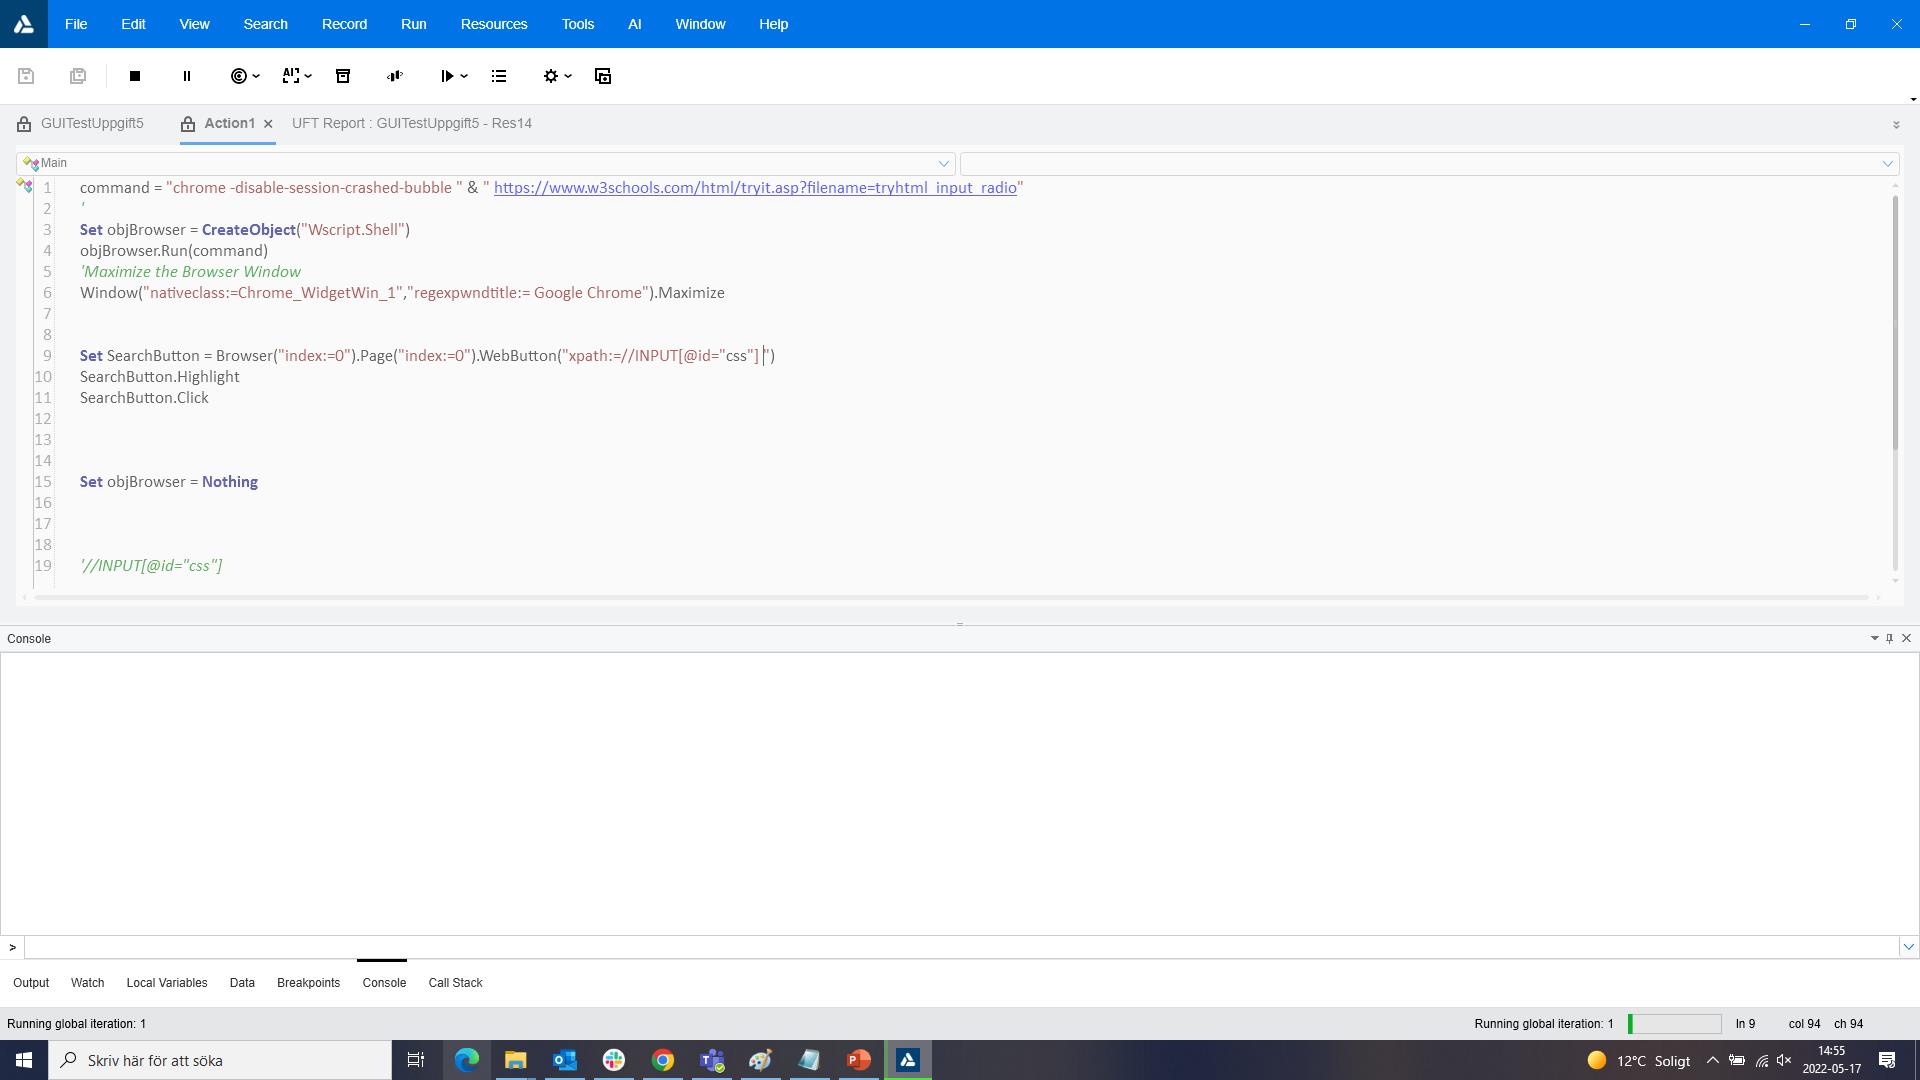 File Edit View Search Record Run Resources Tools AI Window Help
GUITestUppgift5 Action1 UFT Report : GUITestUppgift5 - Res14
Main
1 command = "chrome -disable-session-crashed-bubble " & " https://www.w3schools.com/html/tryit.asp?filename=tryhtml_input_radio"
2 '
3 Set objBrowser = CreateObject("Wscript.Shell")
4 objBrowser.Run(command)
5 'Maximize the Browser Window
6 Window("nativeclass:=Chrome_WidgetWin_1","regexpwndtitle:= Google Chrome").Maximize
7
8
9 Set SearchButton = Browser("index:=0").Page("index:=0").WebButton("xpath:=//INPUT[@id="css"] ")
10 SearchButton.Highlight
11 SearchButton.Click
12
13
14
15 Set objBrowser = Nothing
16
17
18
19 '//INPUT[@id="css"]
Console
>
Output Watch Local Variables Data Breakpoints Console Call Stack
Running global iteration: 1 Running global iteration: 1 ln 9 col 94 ch 94
Skriv här för att söka 12°C Soligt 14:55
2022-05-17